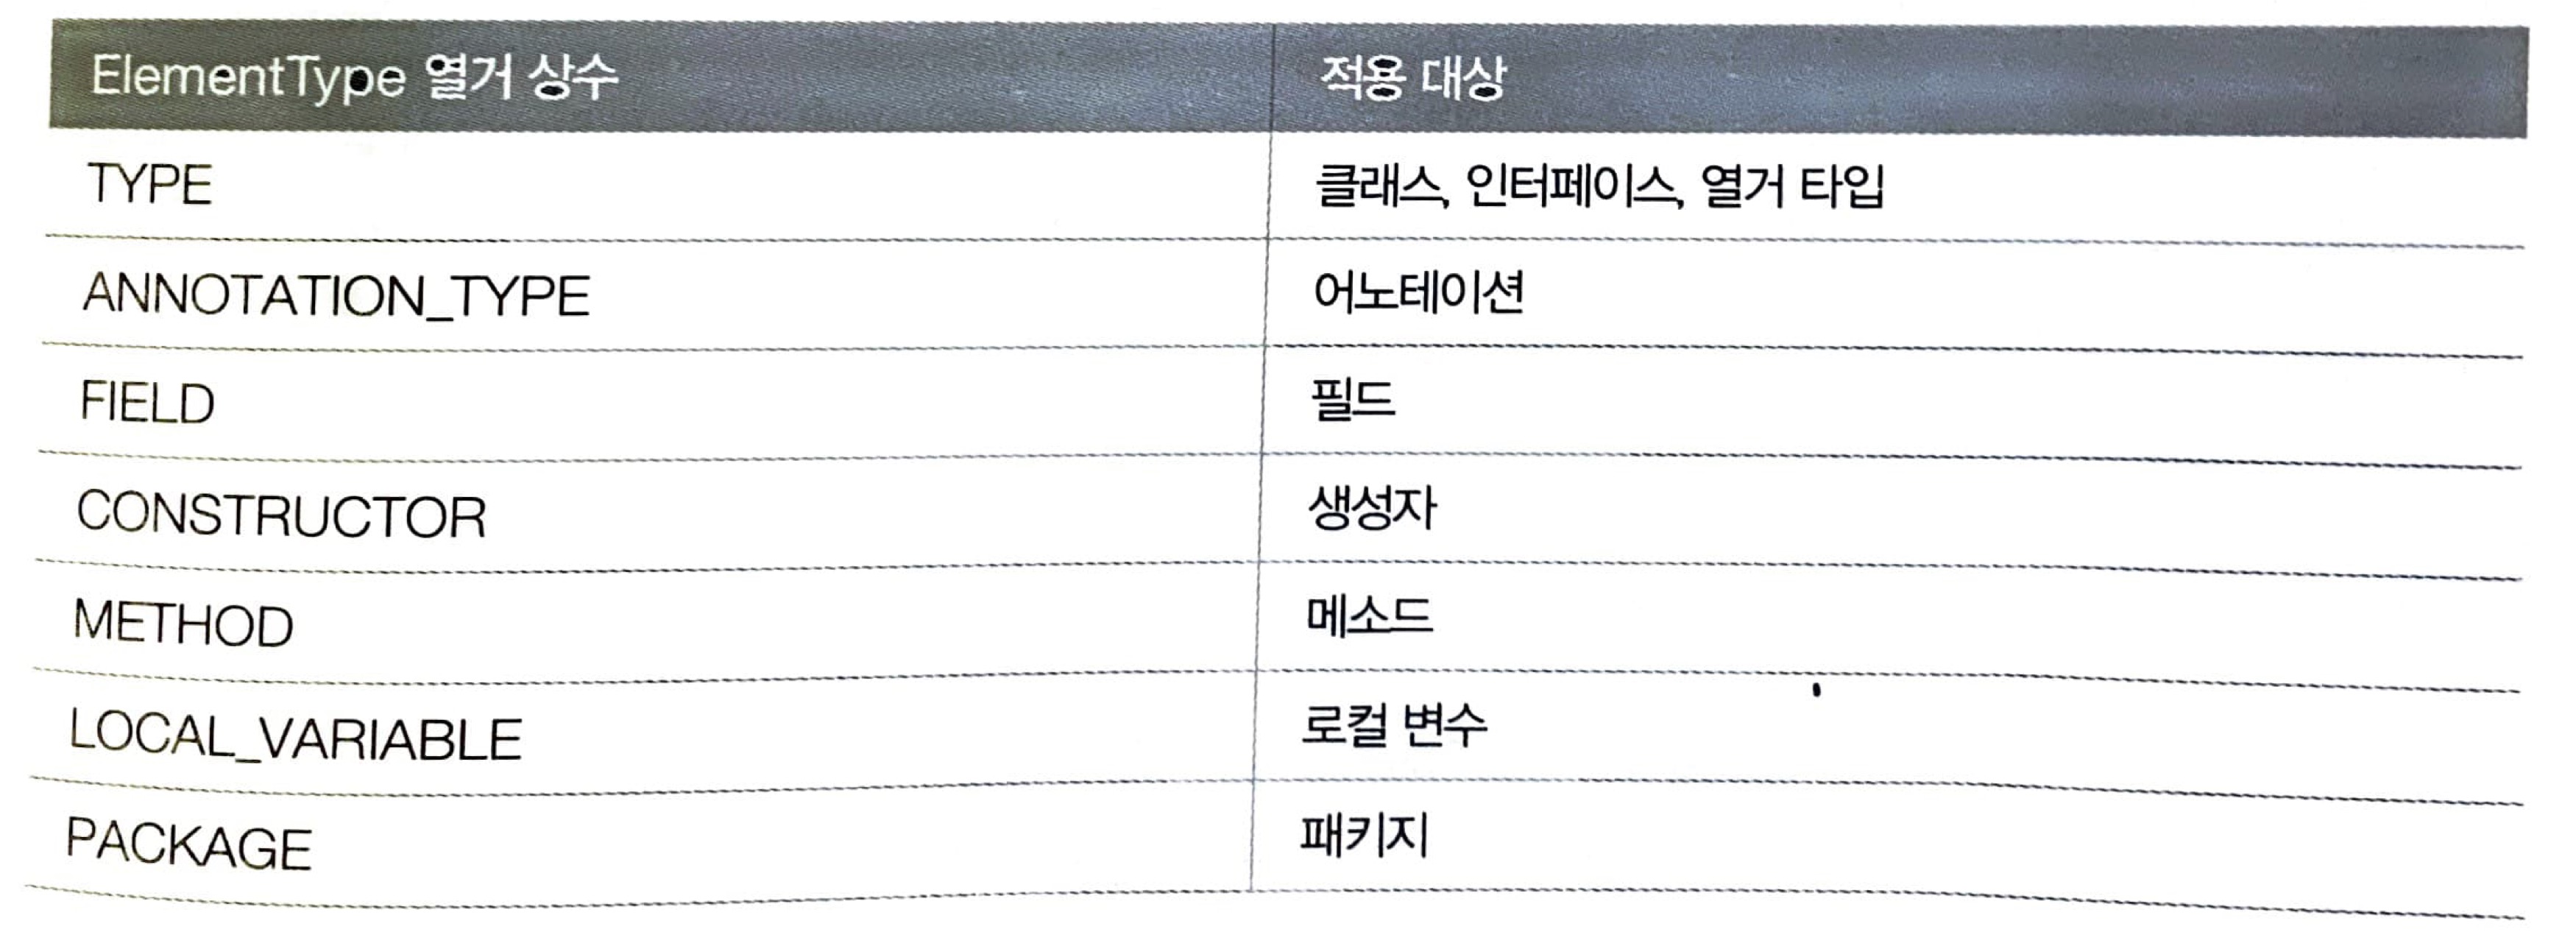 ElementType 열거 상수 적용 대상
TYPE 클래스, 인터페이스, 열거 타입
ANNOTATION_TYPE 어노테이션
FIELD 필드
CONSTRUCTOR 생성자
METHOD 메소드
LOCAL_VARIABLE 로컬 변수
PACKAGE 패키지